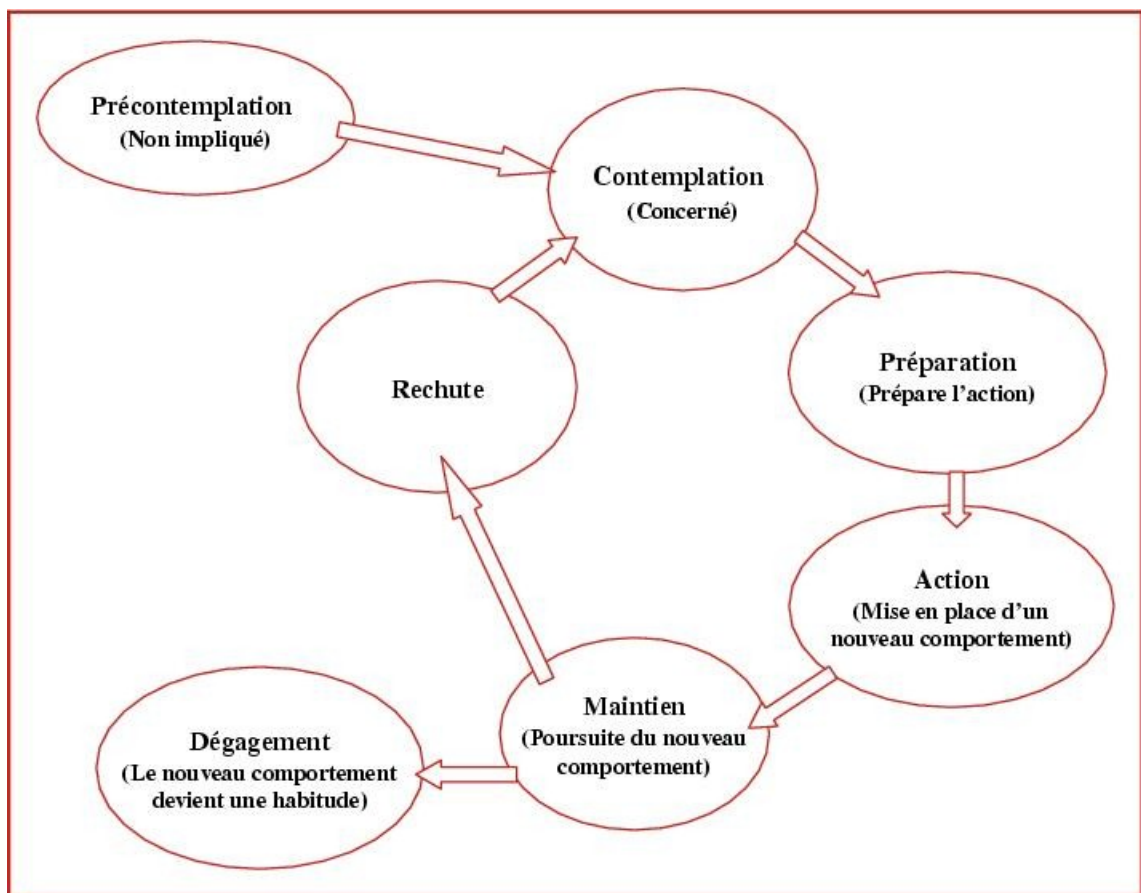 Précontemplation
(Non impliqué)
Contemplation
(Concerné)
Préparation
(Prépare l'action)
Rechute
Action
(Mise en place d'un
nouveau comportement)
Maintien
(Poursuite du nouveau
comportement)
Dégagement
(Le nouveau comportement
devient une habitude)